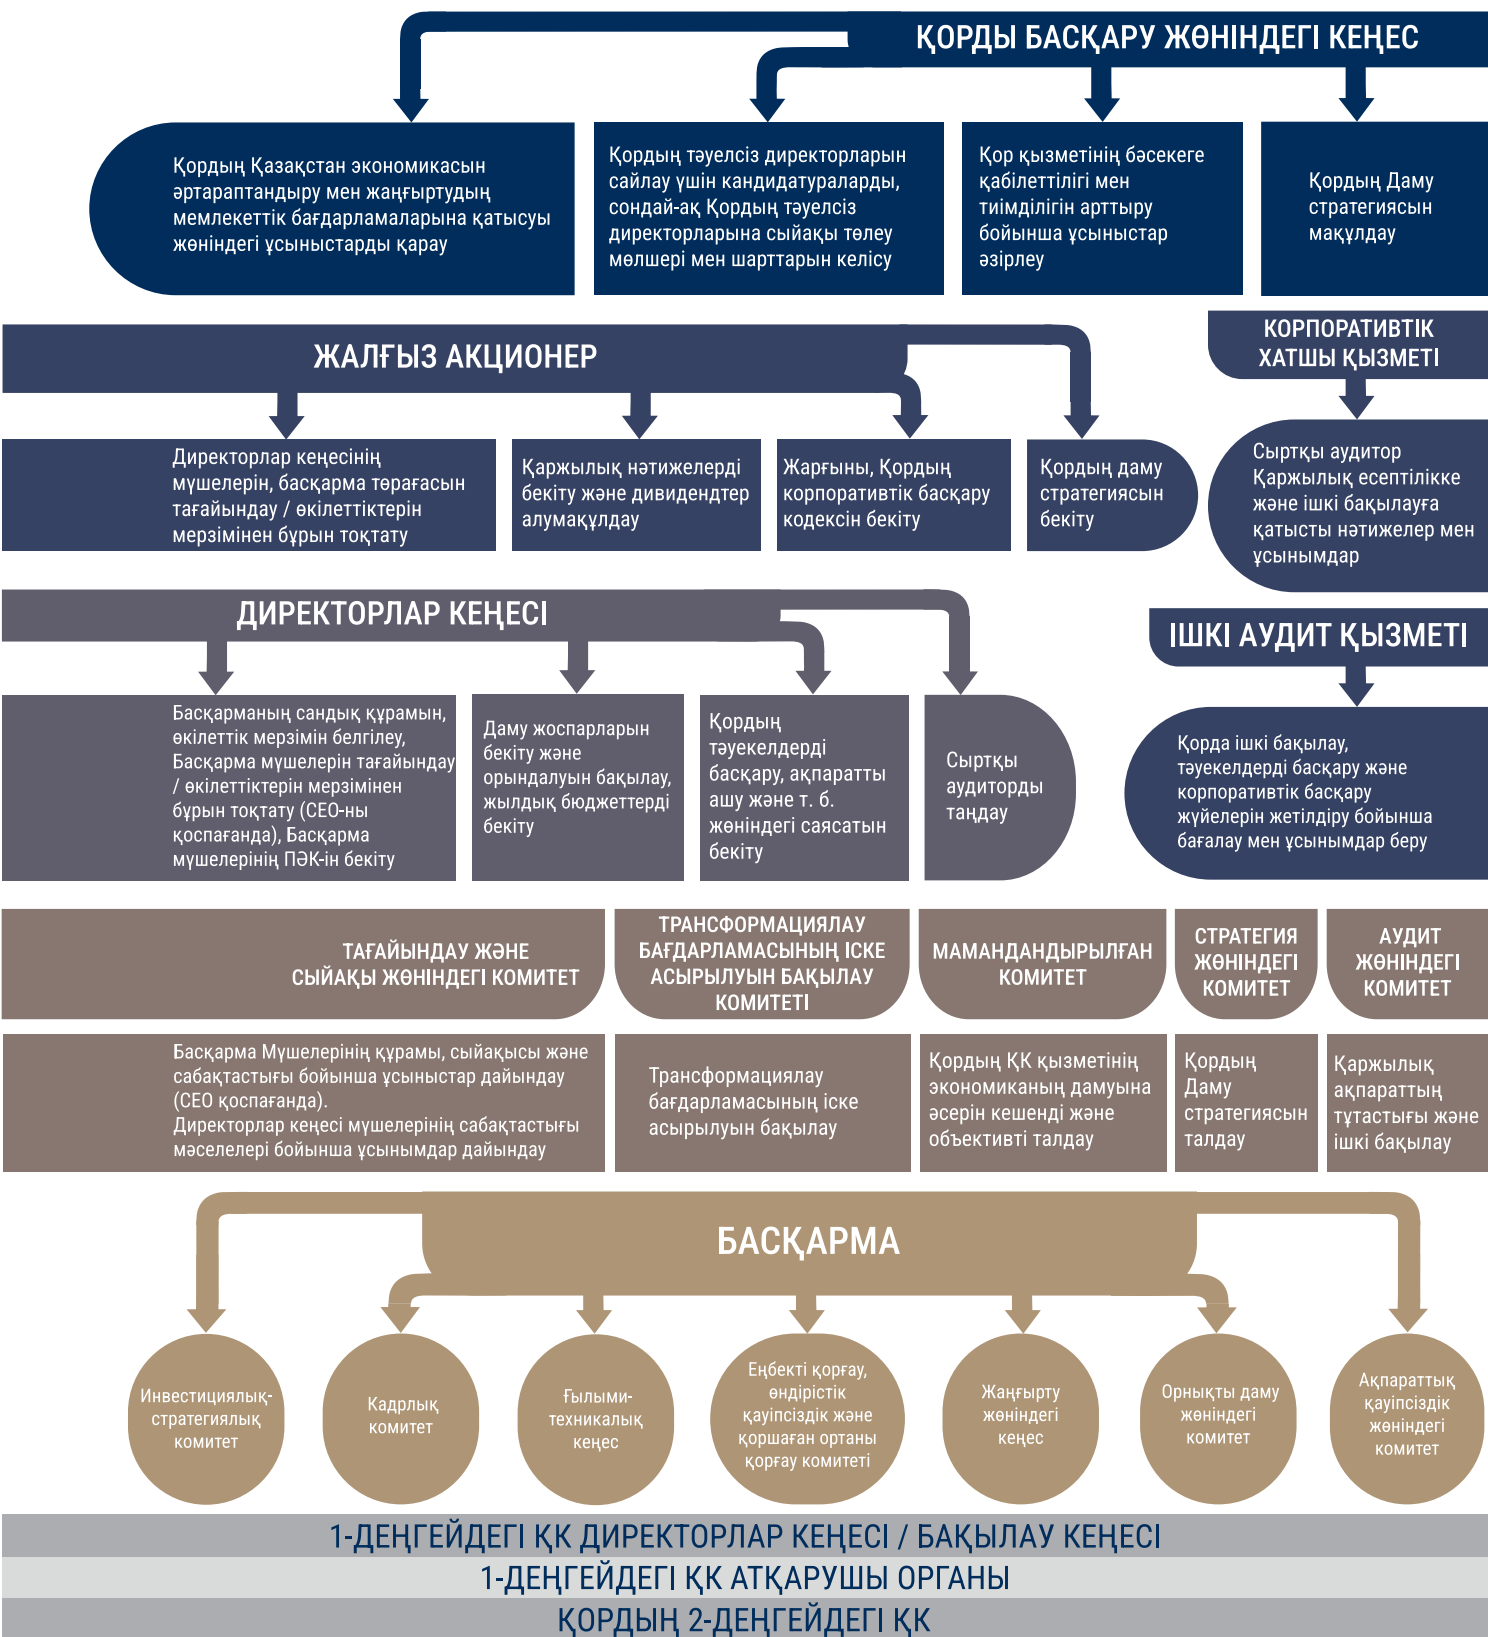 ҚОРДЫ БАСҚАРУ ЖӨНІНДЕГІ КЕҢЕС
Қордың Қазақстан экономикасын
әртараптандыру мен жаңғыртудың
мемлекеттік бағдарламаларына қатысуы
жөніндегі ұсыныстарды қарау
Қордың тәуелсіз директорларын
сайлау үшін кандидатураларды,
сондай-ақ Қордың тәуелсіз
директорларына сыйақы төлеу
мөлшері мен шарттарын келісу
Қор қызметінің бәсекеге
қабілеттілігі мен
тиімділігін арттыру
бойынша ұсыныстар
әзірлеу
Қордың Даму
стратегиясын
мақұлдау
ЖАЛҒЫЗ АКЦИОНЕР
Директорлар кеңесінің
мүшелерін, басқарма төрағасын
тағайындау / өкілеттіктерін
мерзімінен бұрын тоқтату
Қаржылық нәтижелерді
бекіту және дивидендтер
алумақұлдау
Жарғыны, Қордың
корпоративтік басқару
кодексін бекіту
Қордың даму
стратегиясын
бекіту
КОРПОРАТИВТІК
ХАТШЫ ҚЫЗМЕТІ
Сыртқы аудитор
Қаржылық есептілікке
және ішкі бақылауға
қатысты нәтижелер мен
ұсынымдар
ДИРЕКТОРЛАР КЕҢЕСІ
Басқарманың сандық құрамын,
өкілеттік мерзімін белгілеу,
Басқарма мүшелерін тағайындау
/ өкілеттіктерін мерзімінен
бұрын тоқтату (СЕО-ны
қоспағанда), Басқарма
мүшелерінің ПӘК-ін бекіту
Даму жоспарларын
бекіту және
орындалуын бақылау,
жылдық бюджеттерді
бекіту
Қордың
тәуекелдерді
басқару, ақпаратты
ашу және т. б.
жөніндегі саясатын
бекіту
Сыртқы
аудиторды
таңдау
ІШКІ АУДИТ ҚЫЗМЕТІ
Қорда ішкі бақылау,
тәуекелдерді басқару және
корпоративтік басқару
жүйелерін жетілдіру бойынша
бағалау мен ұсынымдар беру
ТАҒАЙЫНДАУ ЖӘНЕ
СЫЙАҚЫ ЖӨНІНДЕГІ КОМИТЕТ
ТРАНСФОРМАЦИЯЛАУ
БАҒДАРЛАМАСЫНЫҢ ІСКЕ
АСЫРЫЛУЫН БАҚЫЛАУ
КОМИТЕТІ
МАМАНДАНДЫРЫЛҒАН
КОМИТЕТ
СТРАТЕГИЯ
ЖӨНІНДЕГІ
КОМИТЕТ
АУДИТ
ЖӨНІНДЕГІ
КОМИТЕТ
Басқарма Мүшелерінің құрамы, сыйақысы және
сабақтастығы бойынша ұсыныстар дайындау
(СЕО қоспағанда).
Директорлар кеңесі мүшелерінің сабақтастығы
мәселелері бойынша ұсынымдар дайындау
Трансформациялау
бағдарламасының іске
асырылуын бақылау
Қордың ҚК қызметінің
экономиканың дамуына
әсерін кешенді және
объективті талдау
Қордың
Даму
стратегиясын
талдау
Қаржылық
ақпараттың
тұтастығы және
ішкі бақылау
БАСҚАРМА
Инвестициялық-
стратегиялық
комитет
Кадрлық
комитет
Ғылыми-
техникалық
кеңес
Еңбекті қорғау,
өндірістік
қауіпсіздік және
қоршаған ортаны
қорғау комитеті
Жаңғырту
жөніндегі
кеңес
Орнықты даму
жөніндегі
комитет
Ақпараттық
қауіпсіздік
жөніндегі
комитет
1-ДЕҢГЕЙДЕГІ ҚК ДИРЕКТОРЛАР КЕҢЕСІ / БАҚЫЛАУ КЕҢЕСІ
1-ДЕҢГЕЙДЕГІ ҚК АТҚАРУШЫ ОРГАНЫ
ҚОРДЫҢ 2-ДЕҢГЕЙДЕГІ ҚК